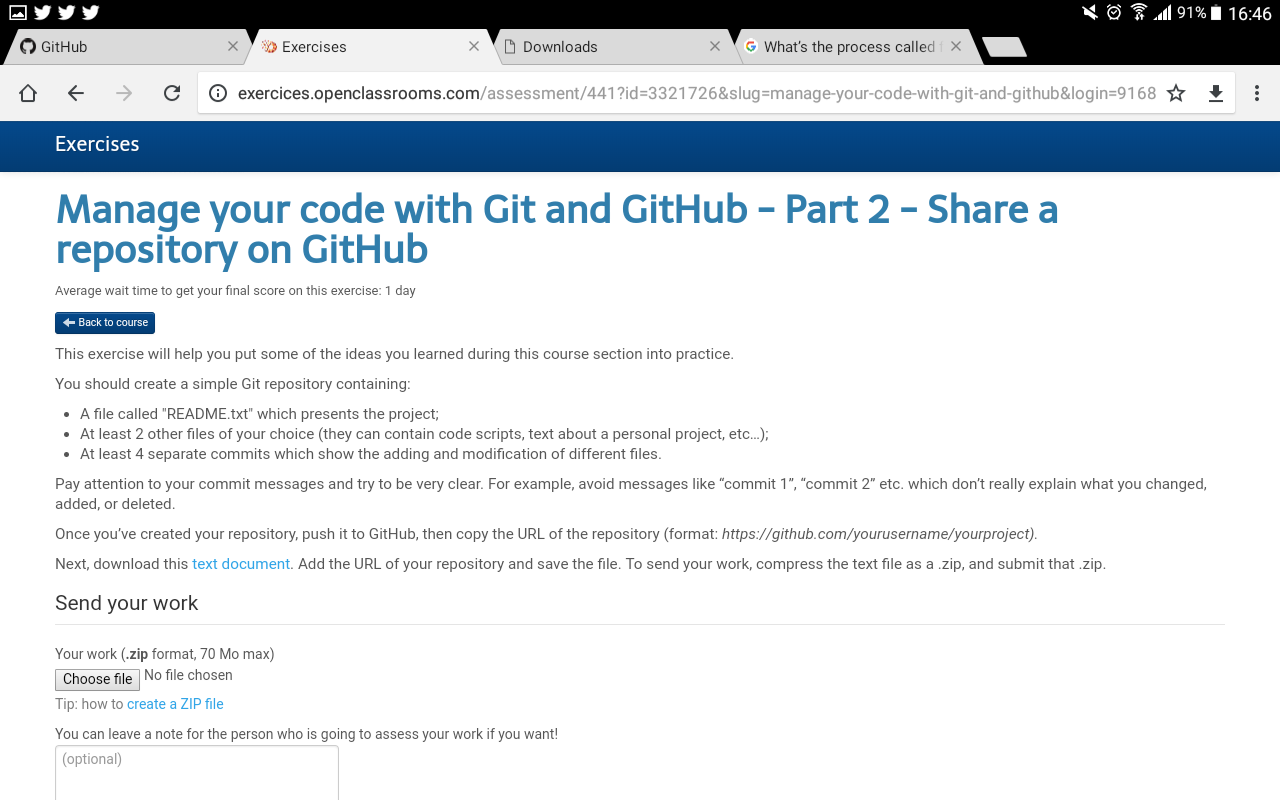 91% 16:46
GitHub
Exercises
Downloads
What's the process called
exercices.openclassrooms.com/assessment/441?id=3321726&slug=manage-your-code-with-git-and-github&login=9168
Exercises
Manage your code with Git and GitHub - Part 2 - Share a
repository on GitHub
Average wait time to get your final score on this exercise: 1 day
Back to course
This exercise will help you put some of the ideas you learned during this course section into practice.
You should create a simple Git repository containing:
• A file called "README.txt" which presents the project;
• At least 2 other files of your choice (they can contain code scripts, text about a personal project, etc…);
• At least 4 separate commits which show the adding and modification of different files.
Pay attention to your commit messages and try to be very clear. For example, avoid messages like “commit 1”, “commit 2” etc. which don’t really explain what you changed,
added, or deleted.
Once you’ve created your repository, push it to GitHub, then copy the URL of the repository (format: https://github.com/yourusername/yourproject).
Next, download this text document. Add the URL of your repository and save the file. To send your work, compress the text file as a .zip, and submit that .zip.
Send your work
Your work (.zip format, 70 Mo max)
Choose file No file chosen
Tip: how to create a ZIP file
You can leave a note for the person who is going to assess your work if you want!
(optional)